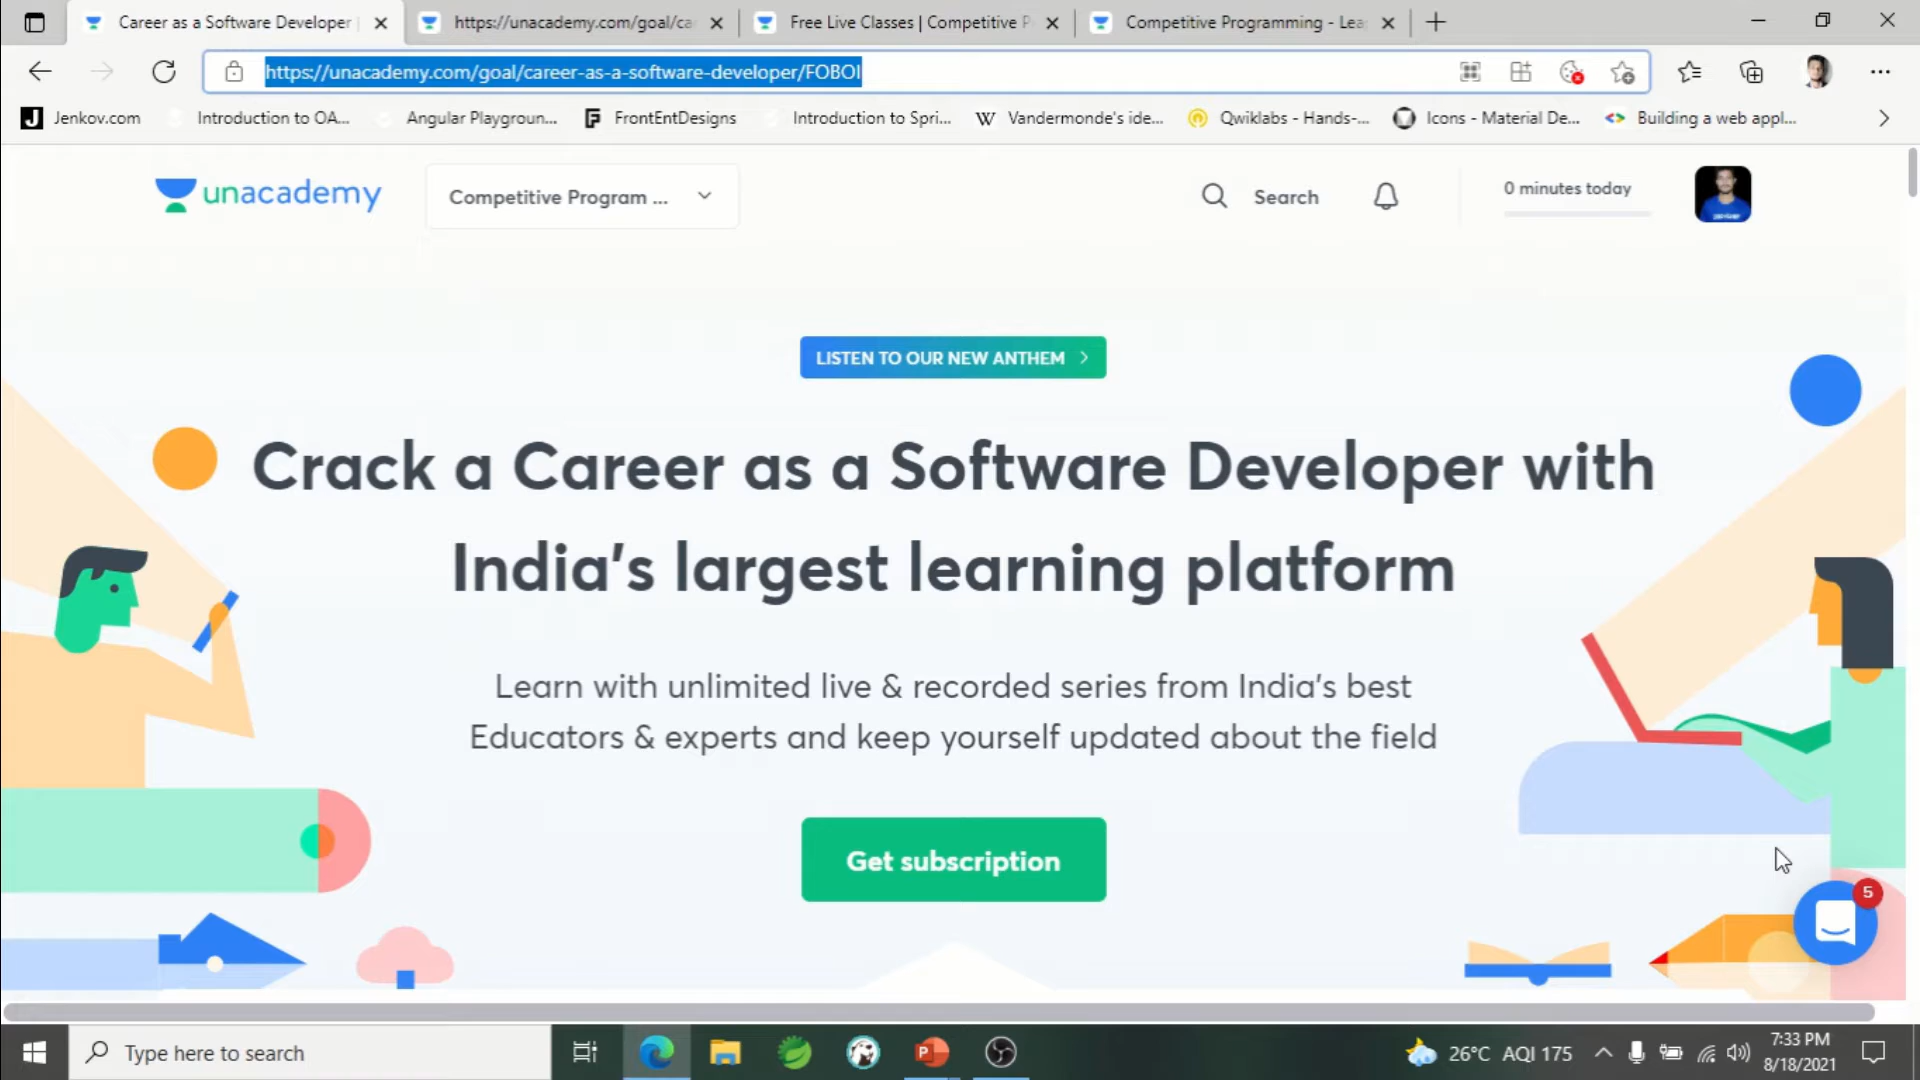 Career as a Software Developer |
https://unacademy.com/goal/ca
Free Live Classes | Competitive P
Competitive Programming - Lea
https://unacademy.com/goal/career-as-a-software-developer/FOBOI
Jenkov.com
Introduction to OA...
Angular Playgroun...
FrontEntDesigns
Introduction to Spri...
Vandermonde's ide...
Qwiklabs - Hands-...
Icons - Material De...
Building a web appl...
unacademy
Competitive Program ...
Search
0 minutes today
LISTEN TO OUR NEW ANTHEM
Crack a Career as a Software Developer with
India's largest learning platform
Learn with unlimited live & recorded series from India's best
Educators & experts and keep yourself updated about the field
Get subscription
5
Type here to search
26°C AQI 175
7:33 PM
8/18/2021